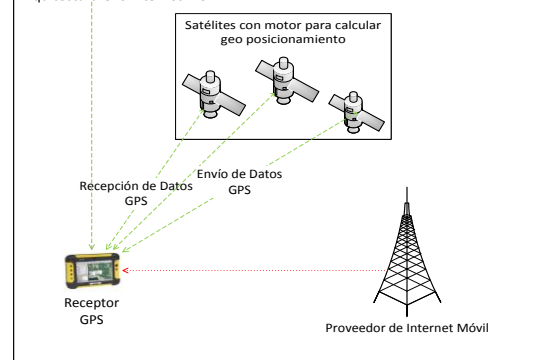 Satélites con motor para calcular
geo posicionamiento
Envío de Datos
GPS
Recepción de Datos
GPS
Receptor
GPS
Proveedor de Internet Móvil